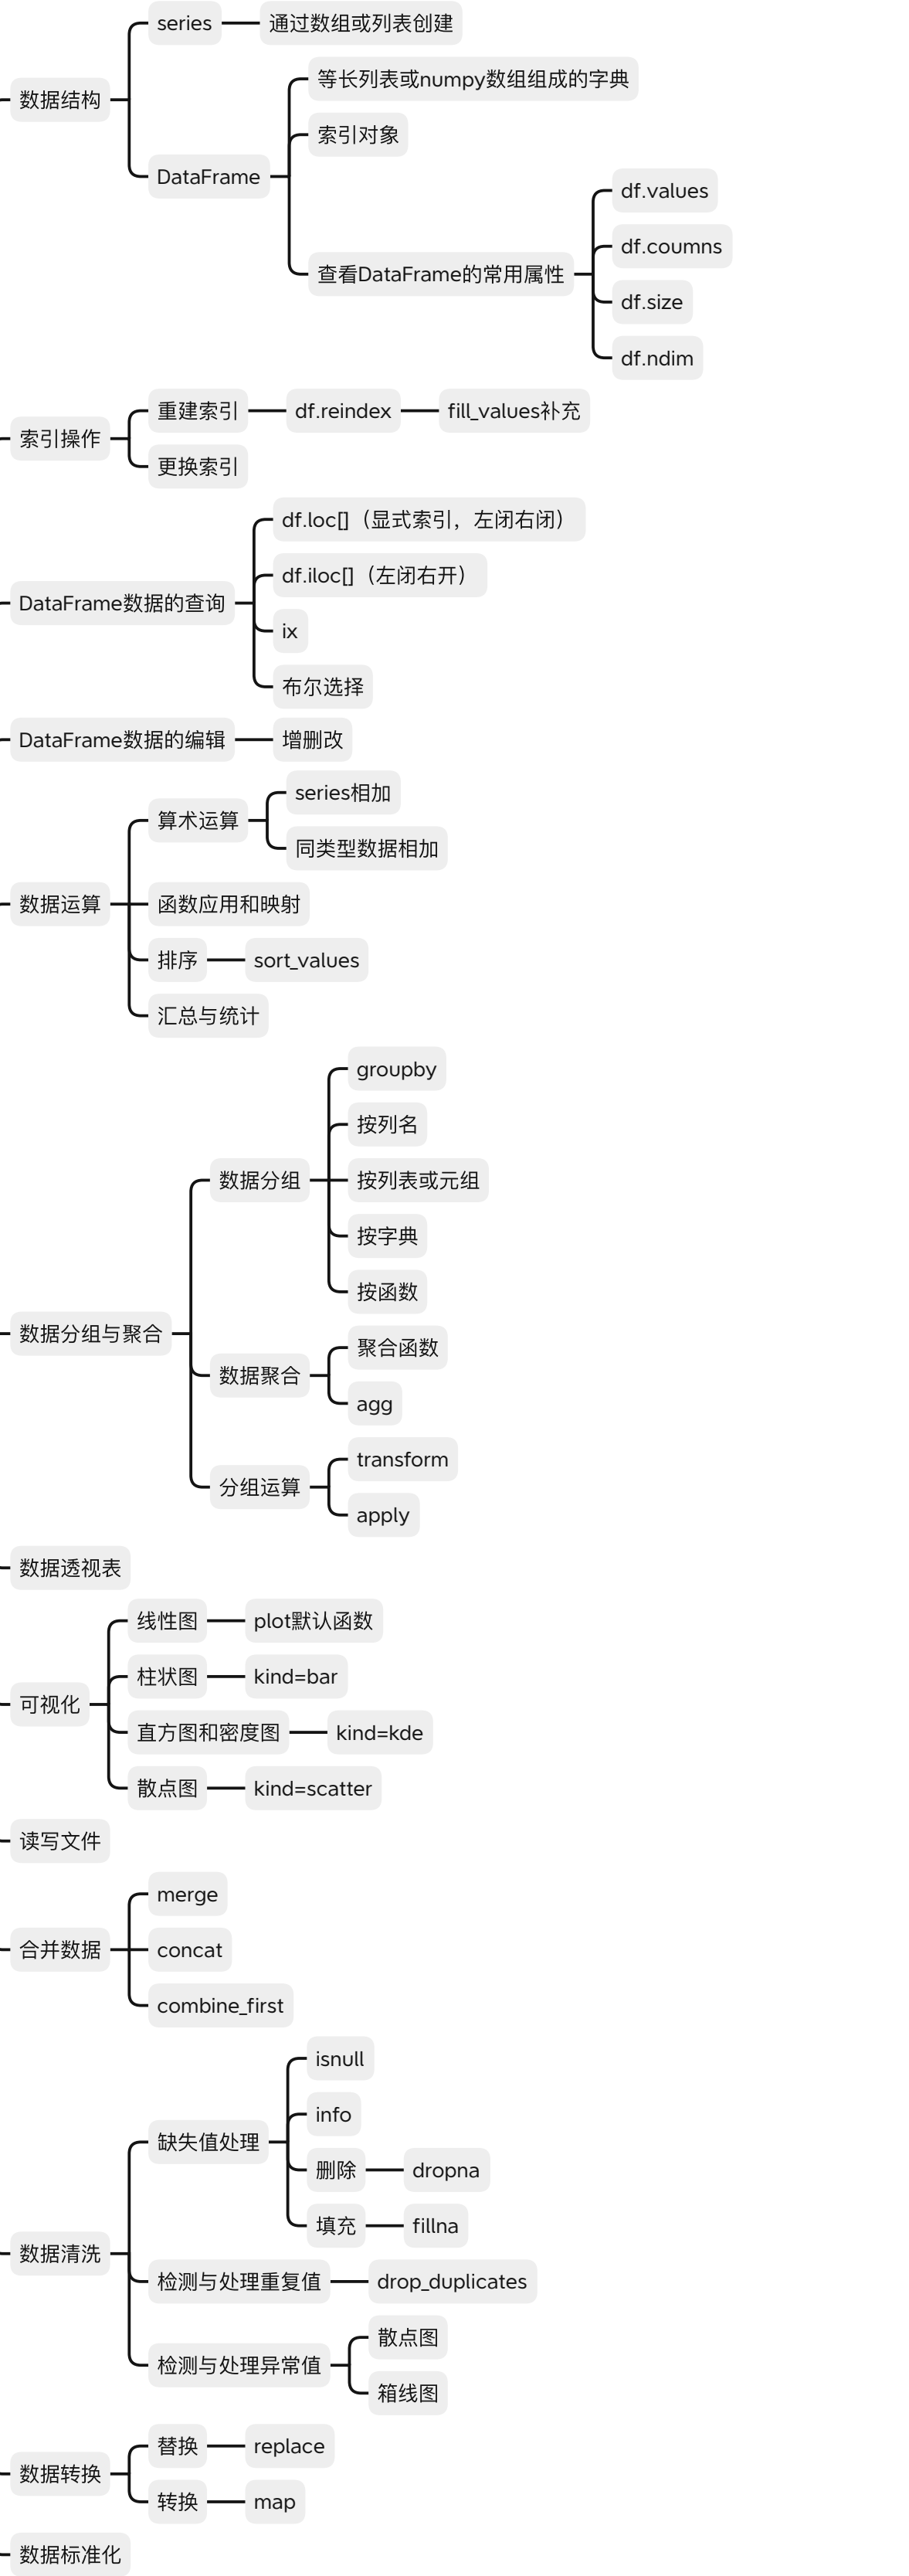 数据结构
series
通过数组或列表创建
DataFrame
等长列表或numpy数组组成的字典
索引对象
查看DataFrame的常用属性
df.values
df.coumns
df.size
df.ndim
索引操作
重建索引
df.reindex
fill_values补充
更换索引
DataFrame数据的查询
df.loc[]（显式索引，左闭右闭）
df.iloc[]（左闭右开）
ix
布尔选择
DataFrame数据的编辑
增删改
数据运算
算术运算
series相加
同类型数据相加
函数应用和映射
排序
sort_values
汇总与统计
数据分组与聚合
数据分组
groupby
按列名
按列表或元组
按字典
按函数
数据聚合
聚合函数
agg
分组运算
transform
apply
数据透视表
可视化
线性图
plot默认函数
柱状图
kind=bar
直方图和密度图
kind=kde
散点图
kind=scatter
读写文件
合并数据
merge
concat
combine_first
数据清洗
缺失值处理
isnull
info
删除
dropna
填充
fillna
检测与处理重复值
drop_duplicates
检测与处理异常值
散点图
箱线图
数据转换
替换
replace
转换
map
数据标准化